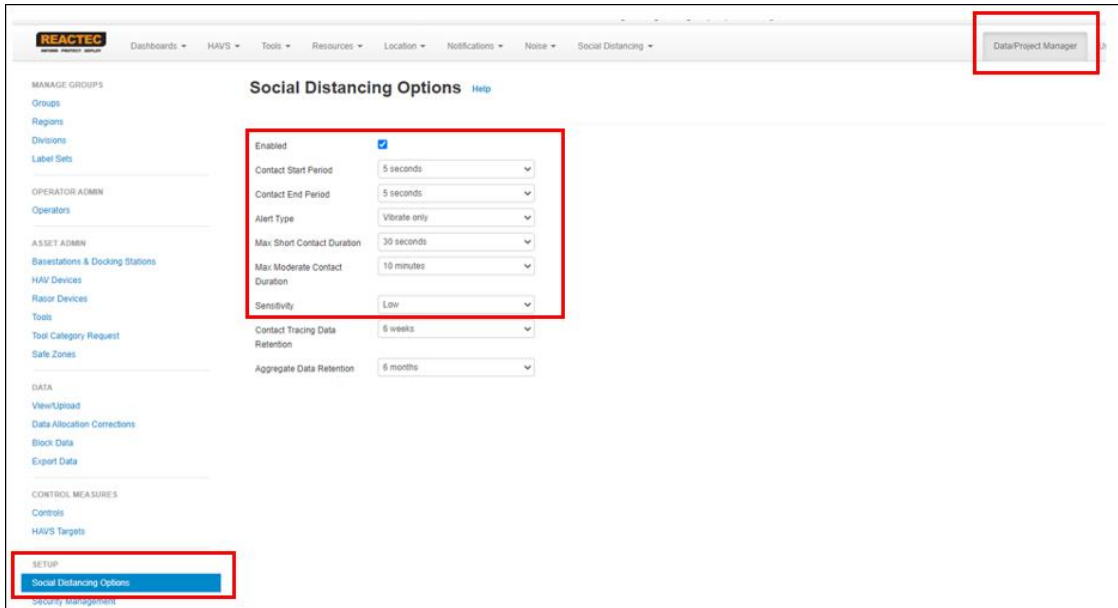 REACTEC
Dashboards HAVS Tools Resources Location Notifications Noise Social Distancing Data/Project Manager
MANAGE GROUPS
Groups
Regions
Divisions
Label Sets
OPERATOR ADMIN
Operators
ASSET ADMIN
Basestations & Docking Stations
HAV Devices
Rasor Devices
Tools
Tool Category Request
Safe Zones
DATA
View/Upload
Data Allocation Corrections
Block Data
Export Data
CONTROL MEASURES
Controls
HAVS Targets
SETUP
Social Distancing Options
Security Management
Social Distancing Options Help
Enabled
Contact Start Period 5 seconds
Contact End Period 5 seconds
Alert Type Vibrate only
Max Short Contact Duration 30 seconds
Max Moderate Contact 10 minutes
Duration
Sensitivity Low
Contact Tracing Data 6 weeks
Retention
Aggregate Data Retention 6 months